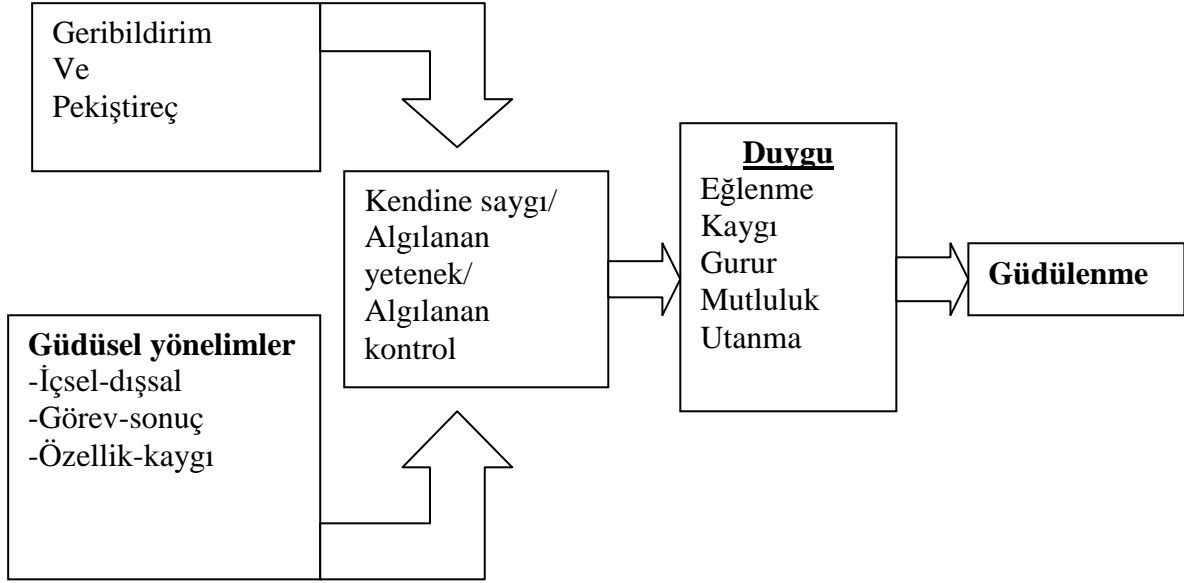 Geribildirim
Ve
Pekiştireç
Güdüsel yönelimler
-İçsel-dışsal
-Görev-sonuç
-Özellik-kaygı
Kendine saygı/
Algılanan
yetenek/
Algılanan
kontrol
Duygu
Eğlenme
Kaygı
Gurur
Mutluluk
Utanma
Güdülenme